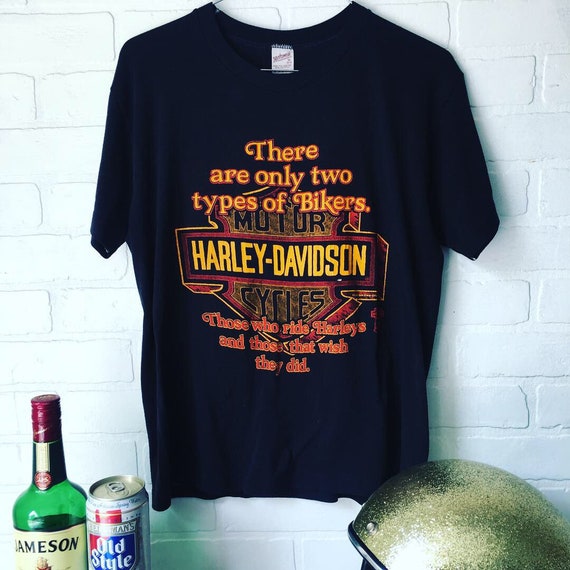 There
are only two
types of Bikers.
MOTOR
HARLEY-DAVIDSON
CYCLES
Those who ride Harleys
and those that wish
they did.
JAMESON
Old
Style